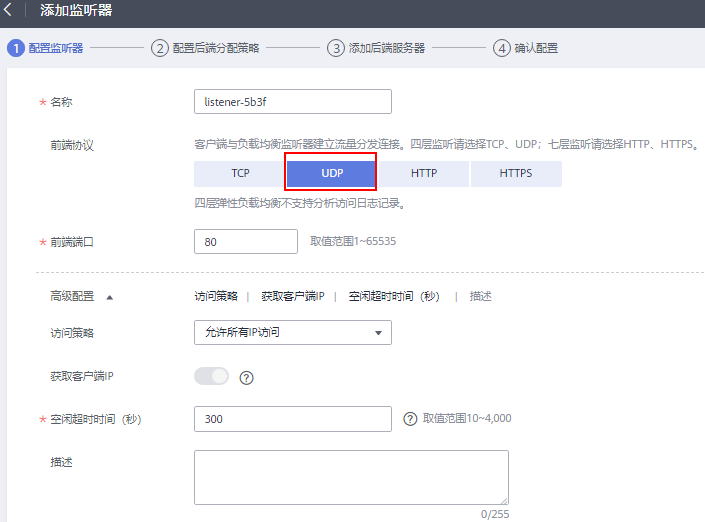 添加监听器
1 配置监听器 2 配置后端分配策略 3 添加后端服务器 4 确认配置
* 名称 listener-5b3f
前端协议 客户端与负载均衡监听器建立流量分发连接。四层监听请选择TCP、UDP；七层监听请选择HTTP、HTTPS。
TCP UDP HTTP HTTPS
四层弹性负载均衡不支持分析访问日志记录。
* 前端端口 80 取值范围1~65535
高级配置 ▲ 访问策略 | 获取客户端IP | 空闲超时时间（秒） | 描述
访问策略 允许所有IP访问
获取客户端IP ?
* 空闲超时时间（秒） 300 ? 取值范围10~4,000
描述
0/255